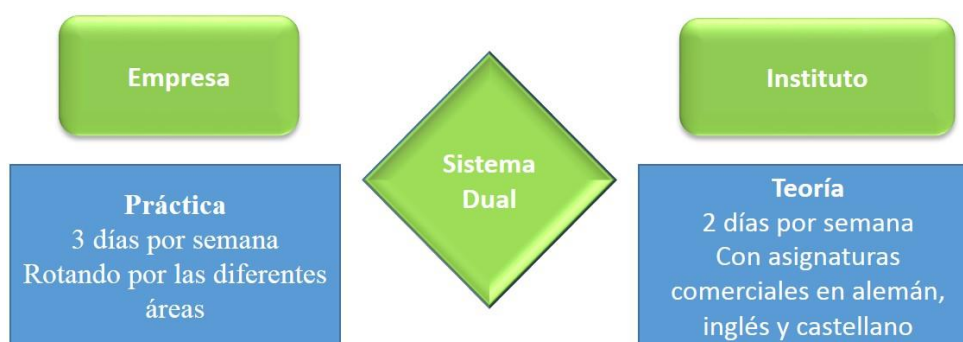 Empresa
Práctica
3 días por semana
Rotando por las diferentes
áreas
Sistema
Dual
Instituto
Teoría
2 días por semana
Con asignaturas
comerciales en alemán,
inglés y castellano